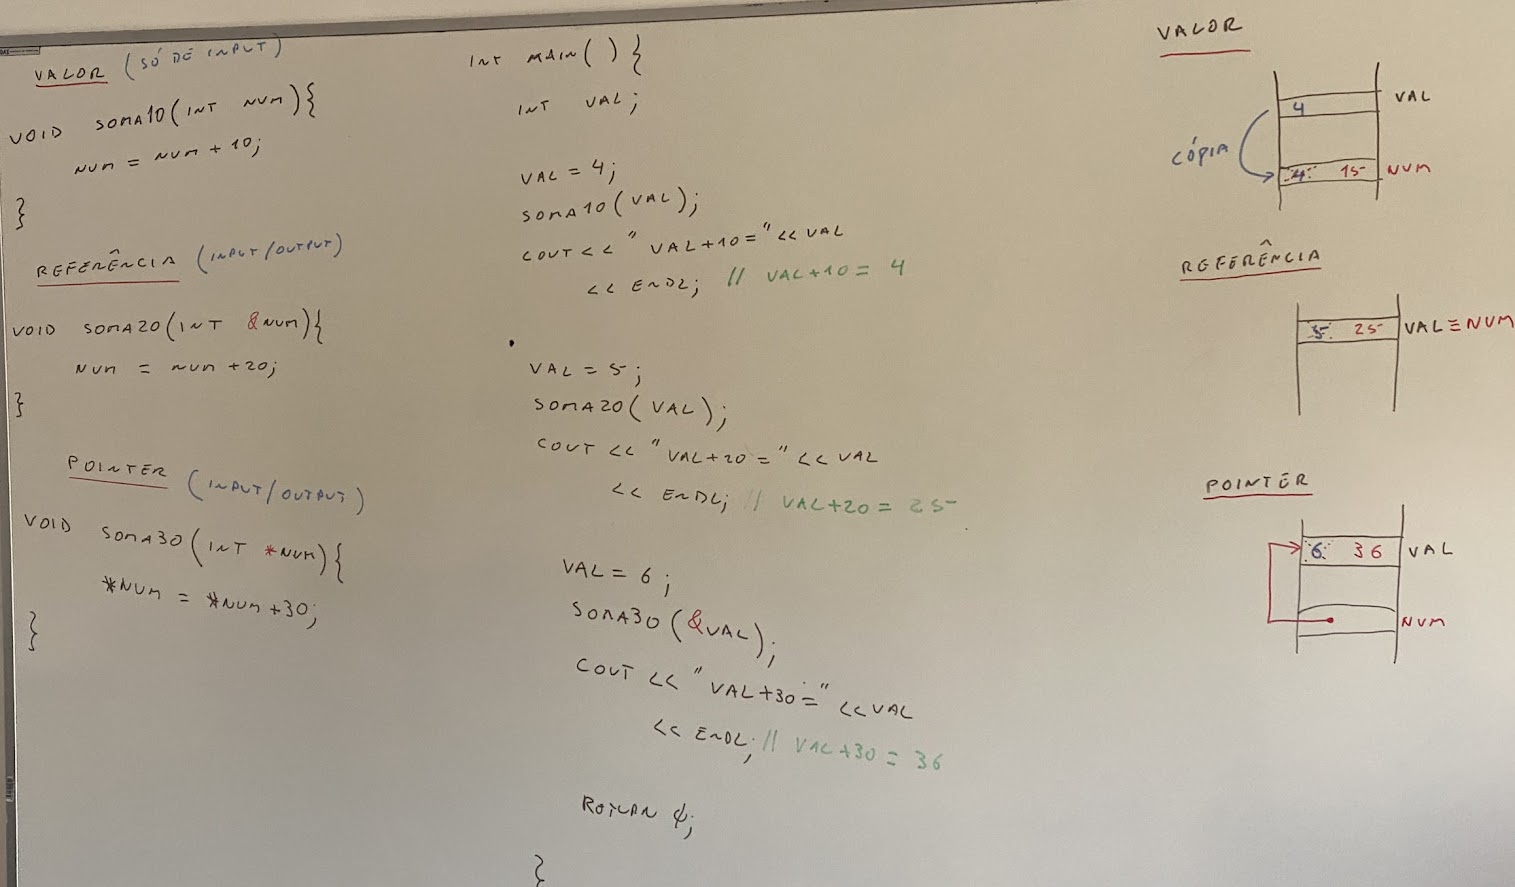 VALOR (SÓ DE INPUT)
VOID SOMA10(INT NUM){
NUM = NUM + 10;
}
REFERÊNCIA (INPUT/OUTPUT)
VOID SOMA20(INT &NUM){
NUM = NUM +20;
}
POINTER (INPUT/OUTPUT)
VOID SOMA30(INT *NUM){
*NUM = *NUM+30;
}
INT MAIN() {
INT VAL;
VAL = 4;
SOMA10(VAL);
COUT << "VAL+10="<< VAL
<< ENDL; // VAL+10= 4
VAL = 5;
SOMA20(VAL);
COUT << "VAL+20=" << VAL
<< ENDL; // VAL+20= 25
VAL = 6;
SOMA30(&VAL);
COUT << "VAL+30=" <<VAL
<< ENDL; // VAL+30 = 36
RETURN 0;
}
VALOR
4 VAL
CÓPIA
4 15 NUM
REFERÊNCIA
5 25 VAL≡NUM
POINTER
6 36 VAL
NUM